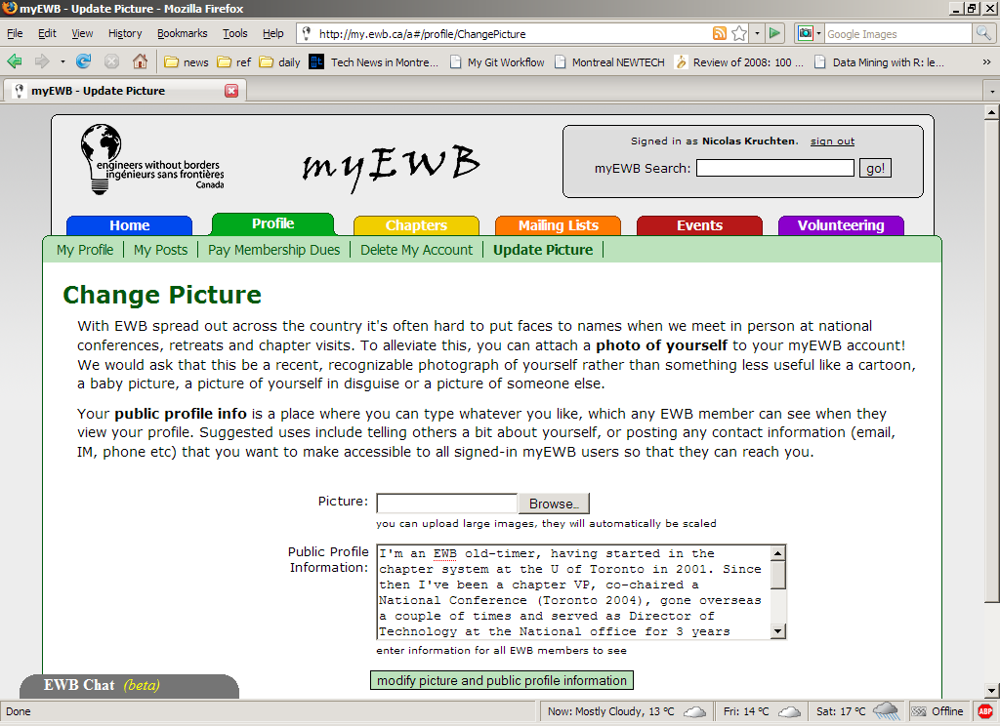 myEWB - Update Picture - Mozilla Firefox
File Edit View History Bookmarks Tools Help
http://my.ewb.ca/a#/profile/ChangePicture
Google Images
news ref daily Tech News in Montre... My Git Workflow Montreal NEWTECH Review of 2008: 100 ... Data Mining with R: le... »
myEWB - Update Picture
engineers without borders
ingénieurs sans frontières
Canada
myEWB
Signed in as Nicolas Kruchten. sign out
myEWB Search: go!
Home Profile Chapters Mailing Lists Events Volunteering
My Profile My Posts Pay Membership Dues Delete My Account Update Picture
Change Picture
With EWB spread out across the country it's often hard to put faces to names when we meet in person at national
conferences, retreats and chapter visits. To alleviate this, you can attach a photo of yourself to your myEWB account!
We would ask that this be a recent, recognizable photograph of yourself rather than something less useful like a cartoon,
a baby picture, a picture of yourself in disguise or a picture of someone else.
Your public profile info is a place where you can type whatever you like, which any EWB member can see when they
view your profile. Suggested uses include telling others a bit about yourself, or posting any contact information (email,
IM, phone etc) that you want to make accessible to all signed-in myEWB users so that they can reach you.
Picture: Browse...
you can upload large images, they will automatically be scaled
Public Profile
Information:
I'm an EWB old-timer, having started in the
chapter system at the U of Toronto in 2001. Since
then I've been a chapter VP, co-chaired a
National Conference (Toronto 2004), gone overseas
a couple of times and served as Director of
Technology at the National office for 3 years
enter information for all EWB members to see
modify picture and public profile information
EWB Chat (beta)
Done Now: Mostly Cloudy, 13 °C Fri: 14 °C Sat: 17 °C Offline ABP